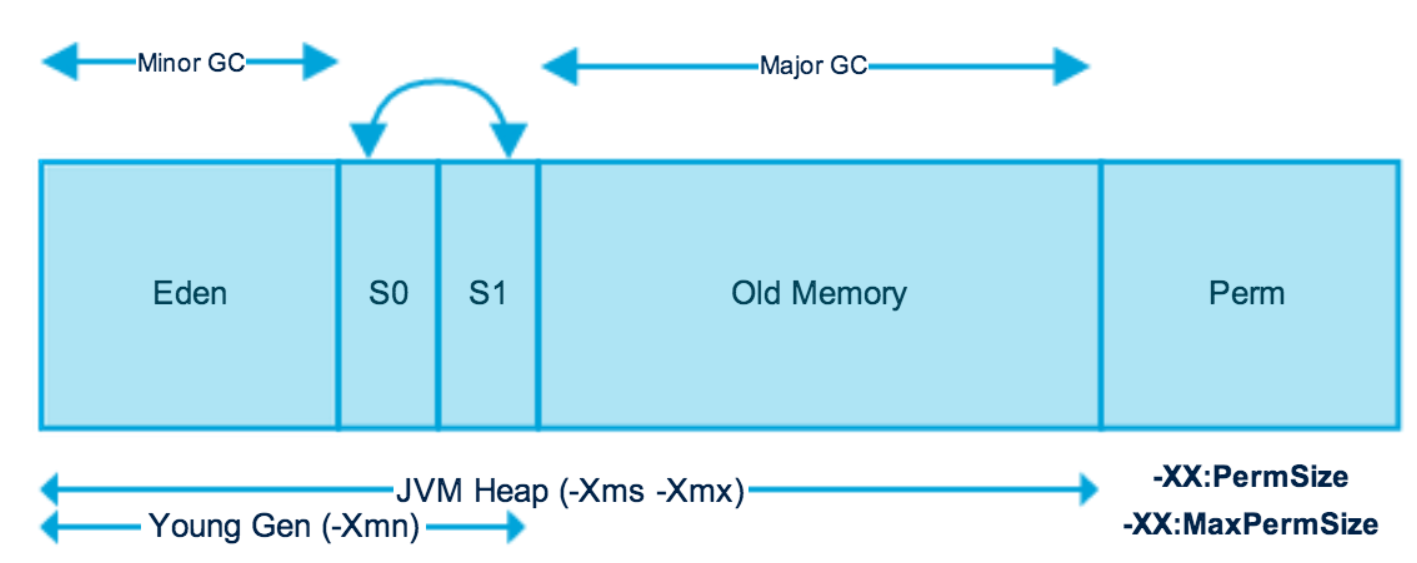 Minor GC
Major GC
Eden
S0
S1
Old Memory
Perm
JVM Heap (-Xms -Xmx)
-XX:PermSize
Young Gen (-Xmn)
-XX:MaxPermSize